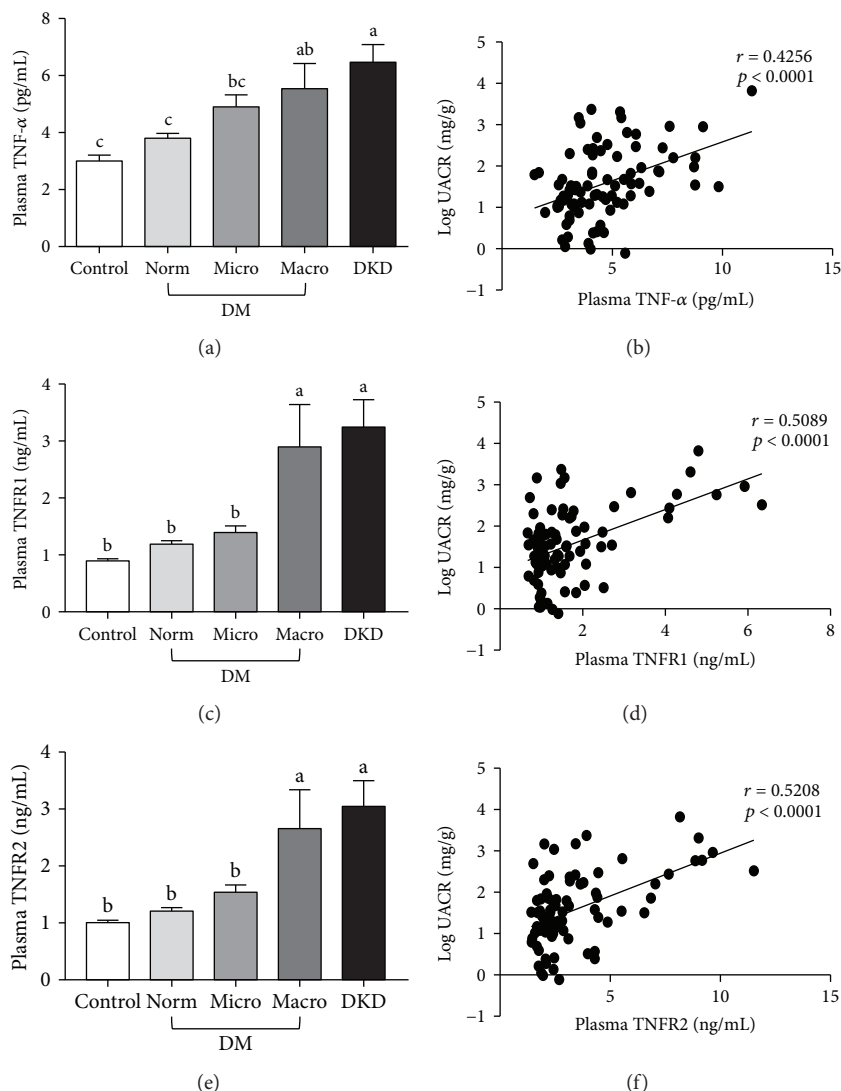 Plasma TNF-α (pg/mL)
8
6
4
2
0
c
c
bc
ab
a
Control Norm Micro Macro DKD
DM
(a)
Log UACR (mg/g)
5
4
3
2
1
0
−1
r = 0.4256
p < 0.0001
5 10 15
Plasma TNF-α (pg/mL)
(b)
Plasma TNFR1 (ng/mL)
4
3
2
1
0
b
b
b
a
a
Control Norm Micro Macro DKD
DM
(c)
Log UACR (mg/g)
5
4
3
2
1
0
−1
r = 0.5089
p < 0.0001
2 4 6 8
Plasma TNFR1 (ng/mL)
(d)
Plasma TNFR2 (ng/mL)
4
3
2
1
0
b
b
b
a
a
Control Norm Micro Macro DKD
DM
(e)
Log UACR (mg/g)
5
4
3
2
1
0
−1
r = 0.5208
p < 0.0001
5 10 15
Plasma TNFR2 (ng/mL)
(f)